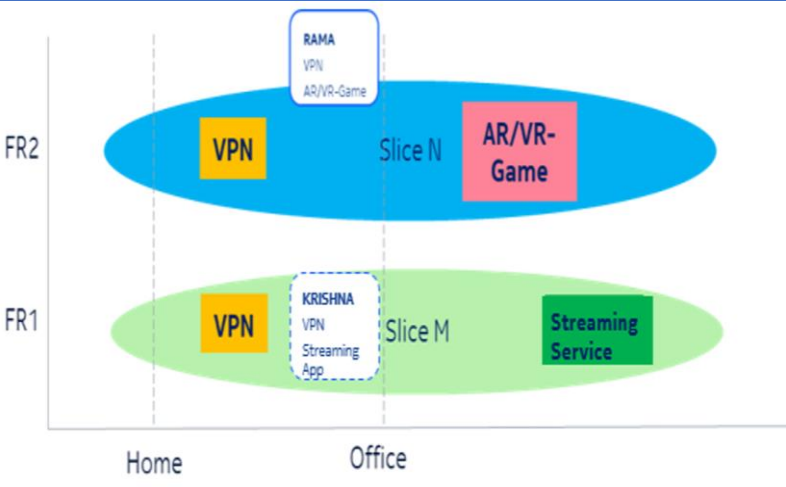 RAMA
VPN
AR/VR-Game
FR2
VPN
Slice N
AR/VR-
Game
FR1
VPN
KRISHNA
VPN
Streaming
App
Slice M
Streaming
Service
Home
Office